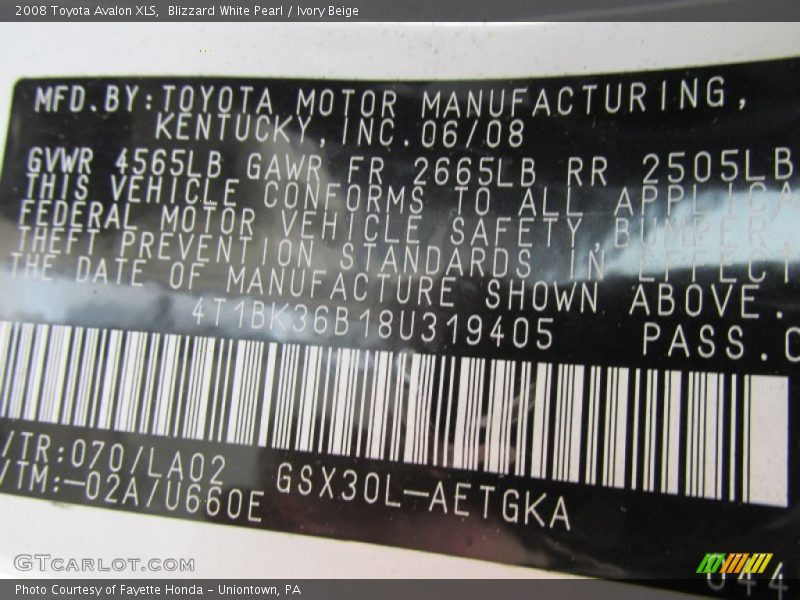 2008 Toyota Avalon XLS, Blizzard White Pearl / Ivory Beige
MFD.BY:TOYOTA MOTOR MANUFACTURING,
KENTUCKY,INC.06/08
GVWR 4565LB GAWR FR 2665LB RR 2505LB
THIS VEHICLE CONFORMS TO ALL APPLICA
FEDERAL MOTOR VEHICLE SAFETY,BUMPER
THEFT PREVENTION STANDARDS IN EFFECT
THE DATE OF MANUFACTURE SHOWN ABOVE.
4T1BK36B18U319405 PASS.C
/TR:070/LA02
/TM:-02A/U660E GSX30L-AETGKA
044
GTcarlot.com
Photo Courtesy of Fayette Honda - Uniontown, PA